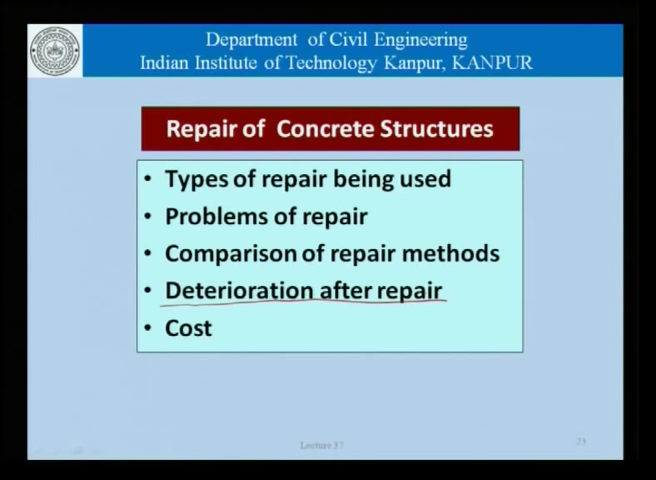 Department of Civil Engineering
Indian Institute of Technology Kanpur, KANPUR
Repair of Concrete Structures
• Types of repair being used
• Problems of repair
• Comparison of repair methods
• Deterioration after repair
• Cost
Lecture 37
23